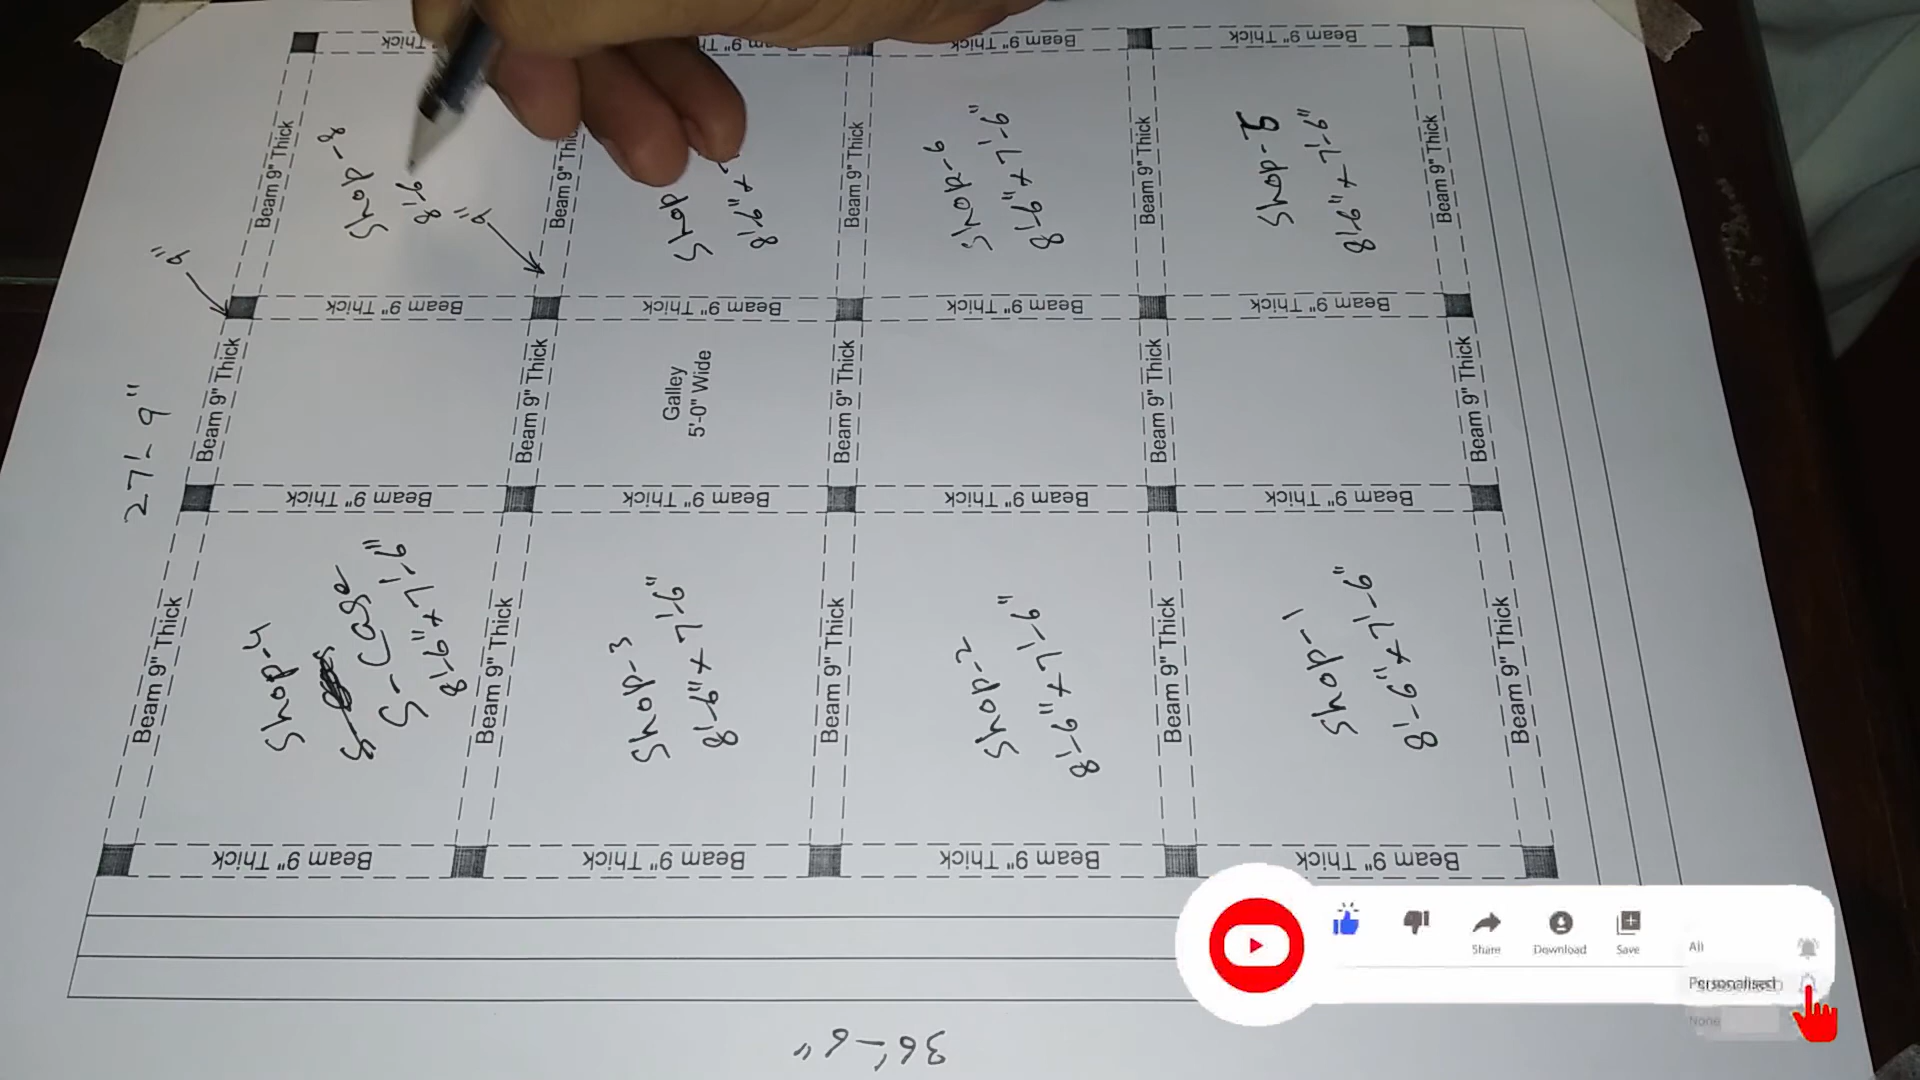 Thick
Beam 9" Thick
Beam 9" Thick
Beam 9" Thick
Beam 9" Thick
Beam 9" Thick
Beam 9" Thick
Beam 9" Thick
Shop-8
8'-6
9"
9"
Shop
8'-6" x
Shop-6
8'-6" x 7'-6"
Shop-5
8'-6" x 7'-6"
Beam 9" Thick
Beam 9" Thick
Beam 9" Thick
Beam 9" Thick
27'-9"
Beam 9" Thick
Beam 9" Thick
Galley
5'-0" Wide
Beam 9" Thick
Beam 9" Thick
Beam 9" Thick
Beam 9" Thick
Beam 9" Thick
Beam 9" Thick
Beam 9" Thick
Beam 9" Thick
Shop-4
S-Case
8'-6" x 7'-6"
Beam 9" Thick
Shop-3
8'-6" x 7'-6"
Beam 9" Thick
Shop-2
8'-6" x 7'-6"
Beam 9" Thick
Shop-1
8'-6" x 7'-6"
Beam 9" Thick
Beam 9" Thick
Beam 9" Thick
Beam 9" Thick
Beam 9" Thick
36'-6"
Share
Download
Save
All
Personalised
None